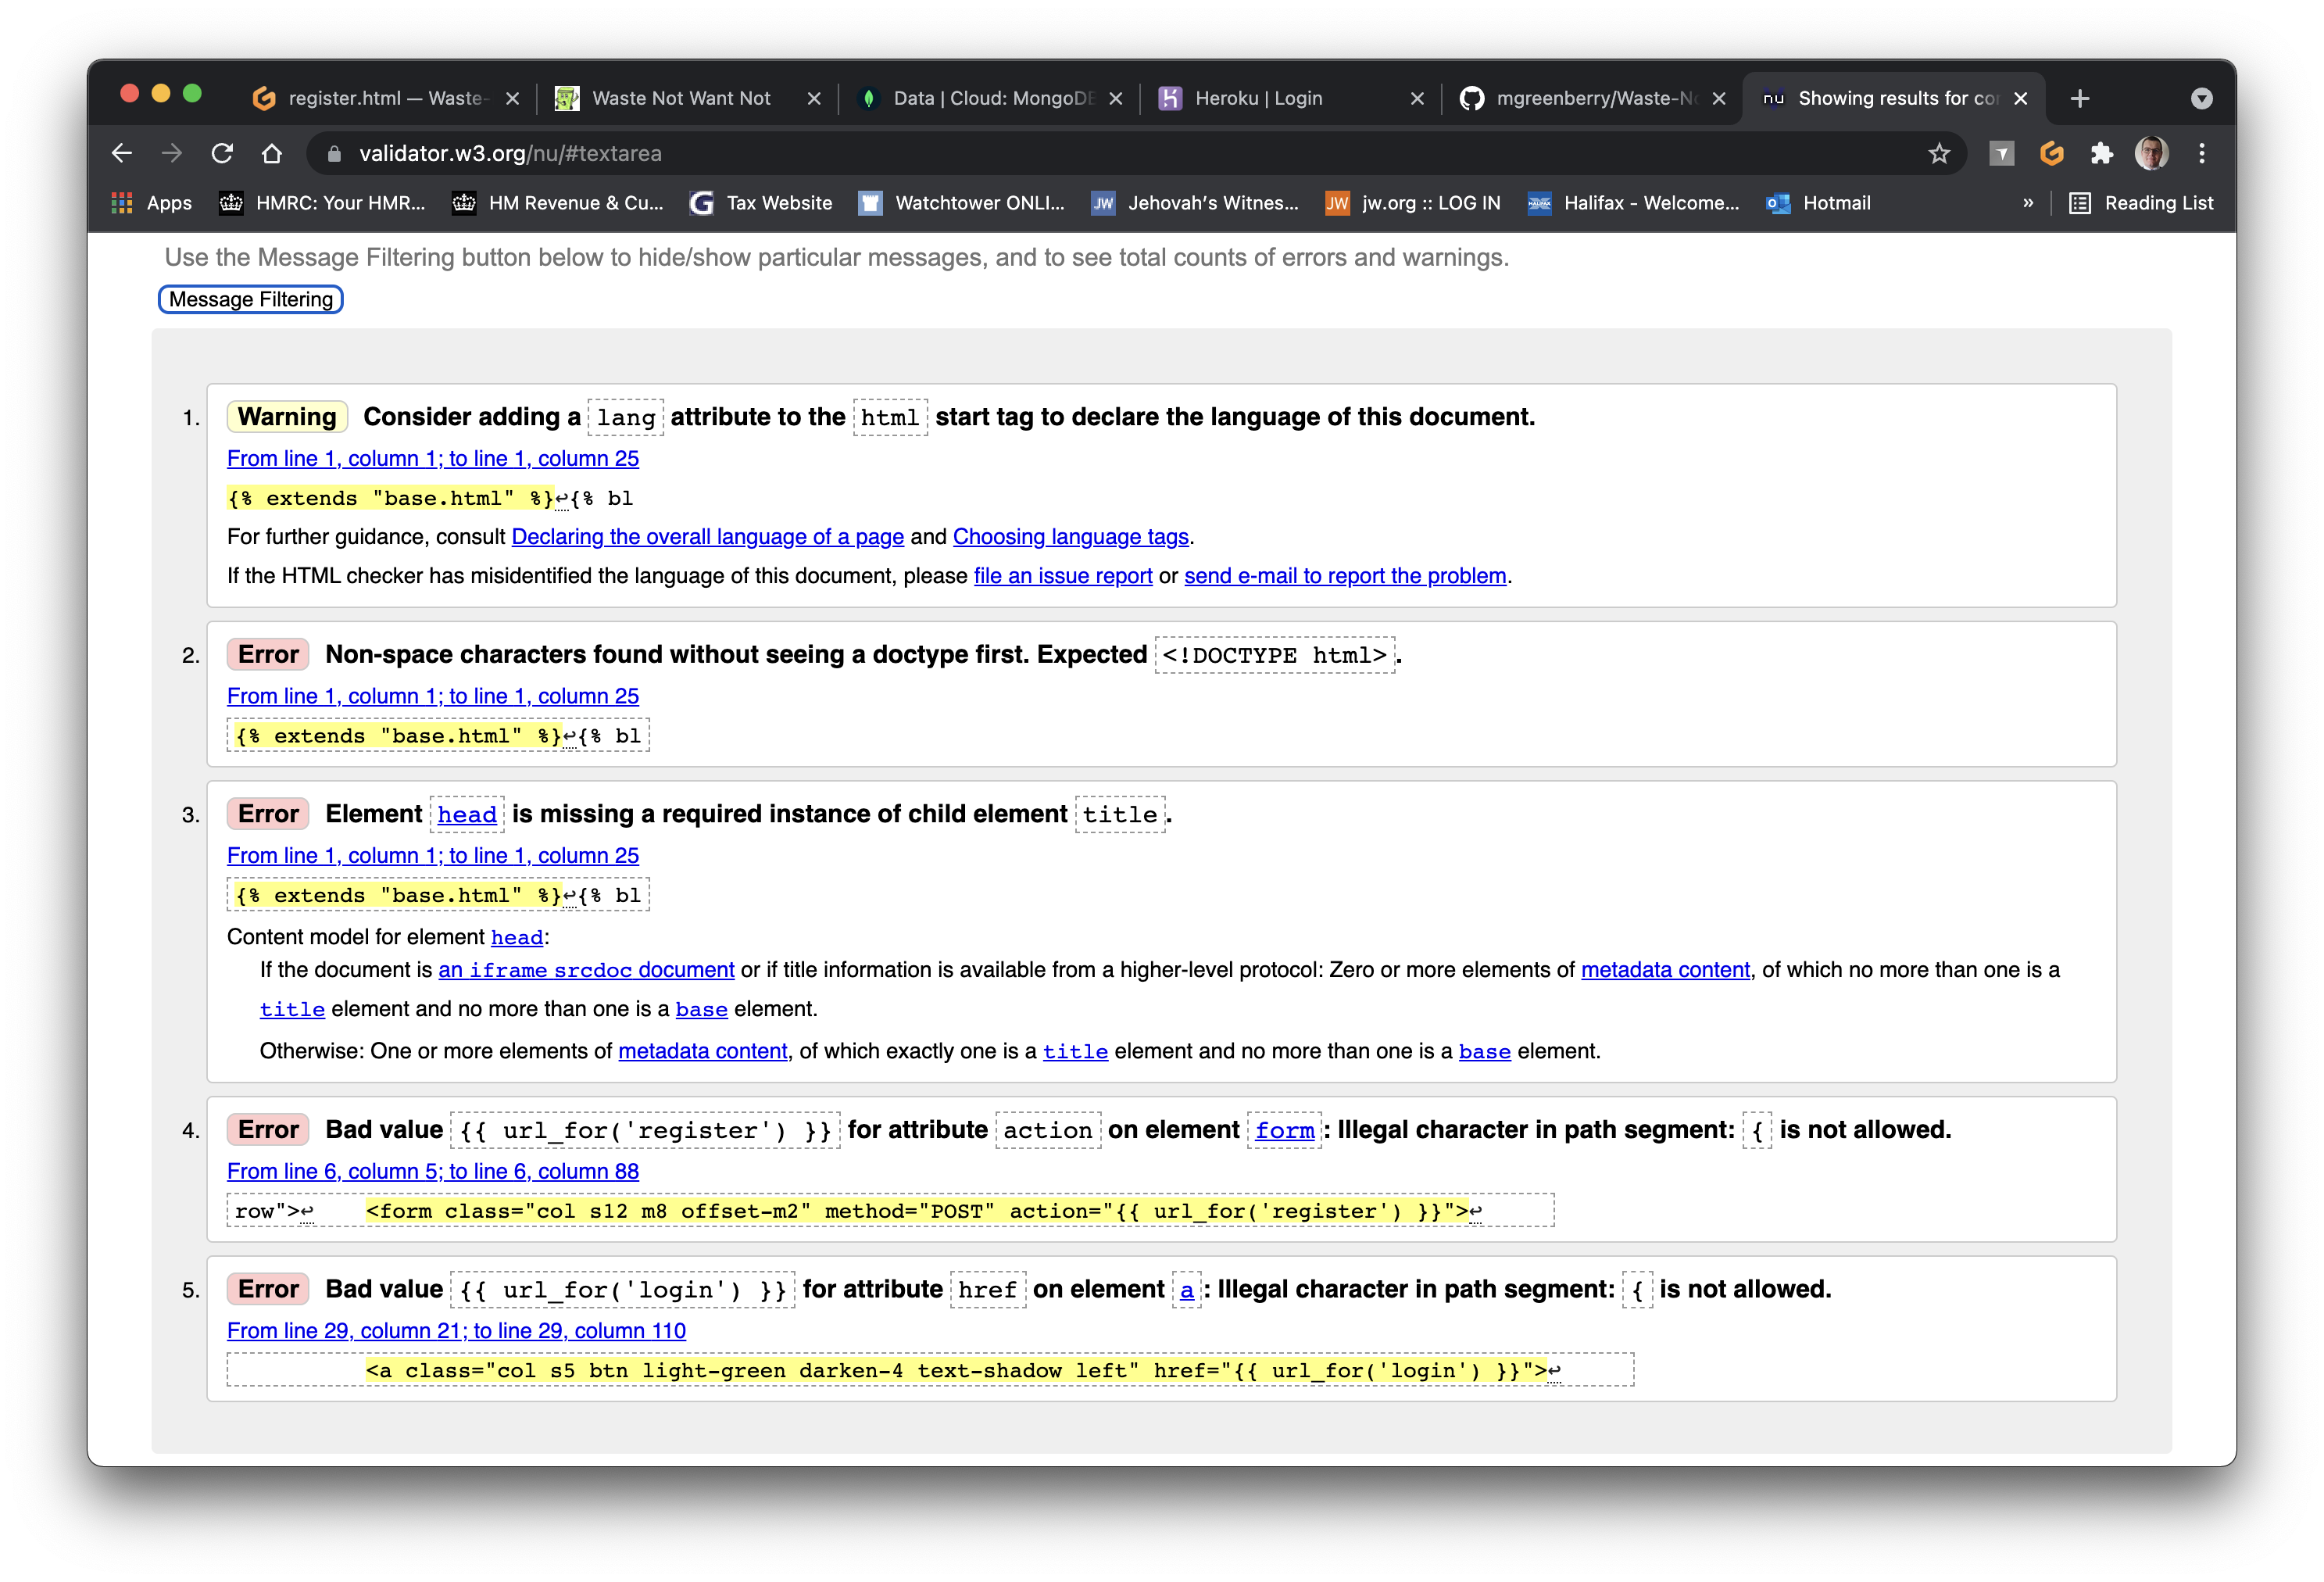 register.html — Waste-
Waste Not Want Not
Data | Cloud: MongoDB
Heroku | Login
mgreenberry/Waste-No
nu Showing results for con
validator.w3.org/nu/#textarea
Apps HMRC: Your HMR... HM Revenue & Cu... Tax Website Watchtower ONLI... JW Jehovah's Witnes... JW jw.org :: LOG IN HALIFAX Halifax - Welcome... Hotmail » Reading List
Use the Message Filtering button below to hide/show particular messages, and to see total counts of errors and warnings.
Message Filtering
1. Warning Consider adding a lang attribute to the html start tag to declare the language of this document.
From line 1, column 1; to line 1, column 25
{% extends "base.html" %}↩{% bl
For further guidance, consult Declaring the overall language of a page and Choosing language tags.
If the HTML checker has misidentified the language of this document, please file an issue report or send e-mail to report the problem.
2. Error Non-space characters found without seeing a doctype first. Expected <!DOCTYPE html>.
From line 1, column 1; to line 1, column 25
{% extends "base.html" %}↩{% bl
3. Error Element head is missing a required instance of child element title.
From line 1, column 1; to line 1, column 25
{% extends "base.html" %}↩{% bl
Content model for element head:
If the document is an iframe srcdoc document or if title information is available from a higher-level protocol: Zero or more elements of metadata content, of which no more than one is a
title element and no more than one is a base element.
Otherwise: One or more elements of metadata content, of which exactly one is a title element and no more than one is a base element.
4. Error Bad value {{ url_for('register') }} for attribute action on element form: Illegal character in path segment: { is not allowed.
From line 6, column 5; to line 6, column 88
row">↩ <form class="col s12 m8 offset-m2" method="POST" action="{{ url_for('register') }}">↩
5. Error Bad value {{ url_for('login') }} for attribute href on element a: Illegal character in path segment: { is not allowed.
From line 29, column 21; to line 29, column 110
<a class="col s5 btn light-green darken-4 text-shadow left" href="{{ url_for('login') }}">↩